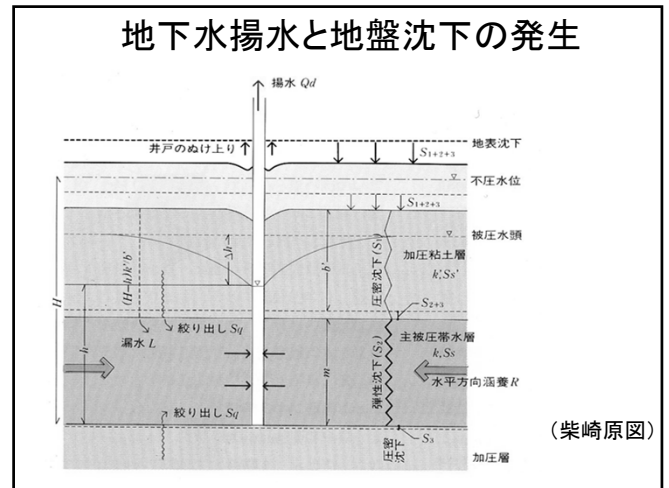 地下水揚水と地盤沈下の発生
揚水 Qd
地表沈下
井戸のぬけ上り
S1+2+3
不圧水位
S1+2+3
被圧水頭
加圧粘土層
k',Ss'
Δh
b'
圧密沈下(S1)
(H−h)k'/b'
H
h
絞り出し Sq
漏水 L
S2+3
主被圧帯水層
k,Ss
水平方向涵養 R
m
弾性沈下(S2)
絞り出し Sq
S3
圧密
沈下
加圧層
(柴崎原図)